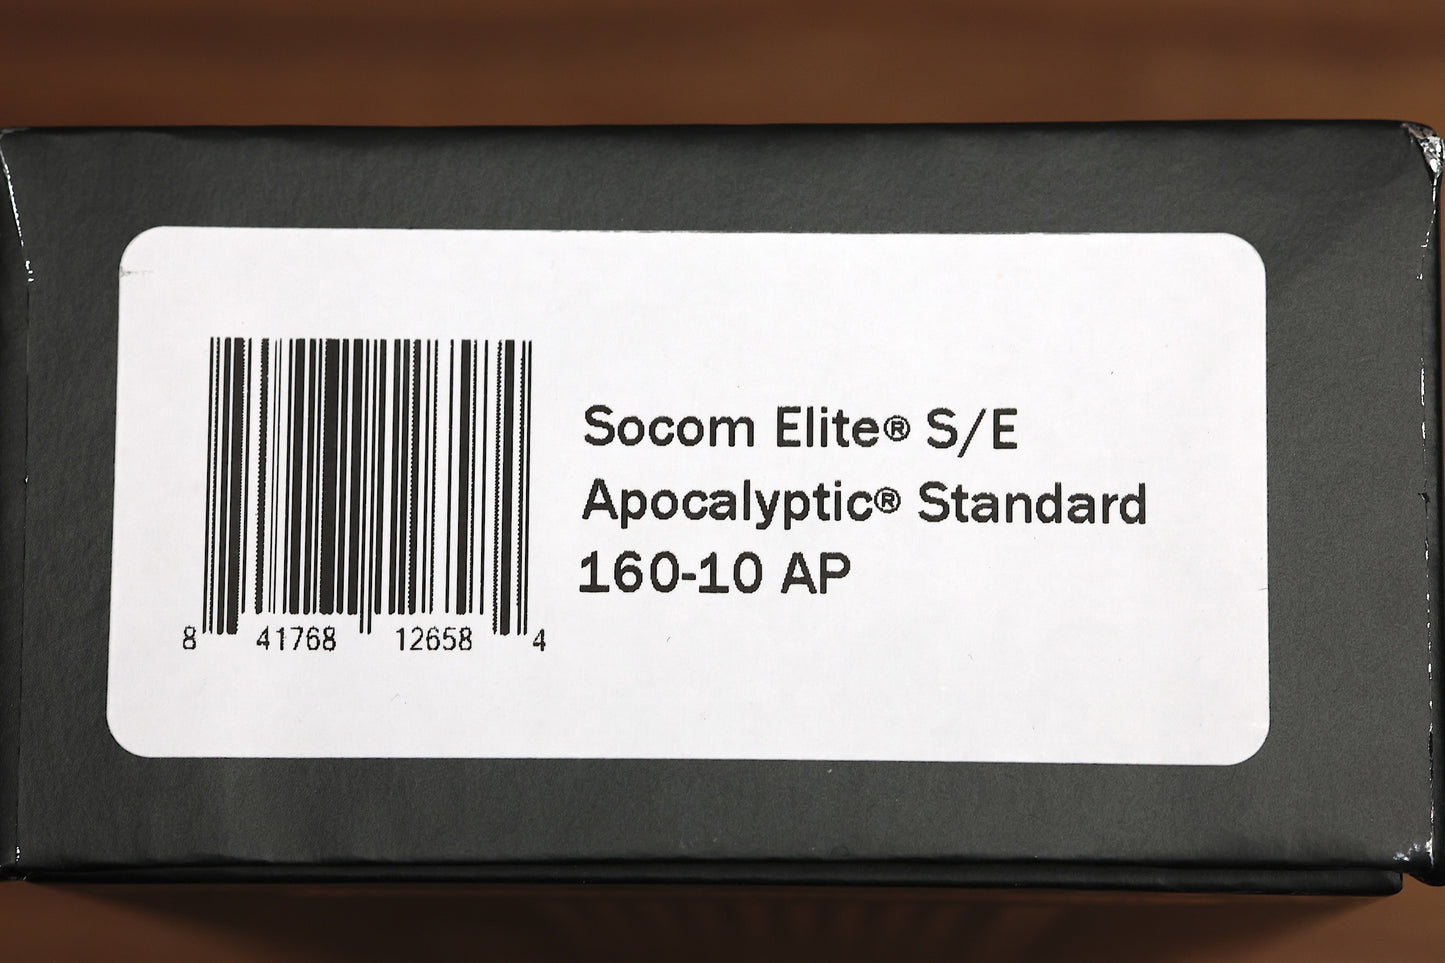 Socom Elite® S/E
Apocalyptic® Standard
160-10 AP
8 41768 12658 4